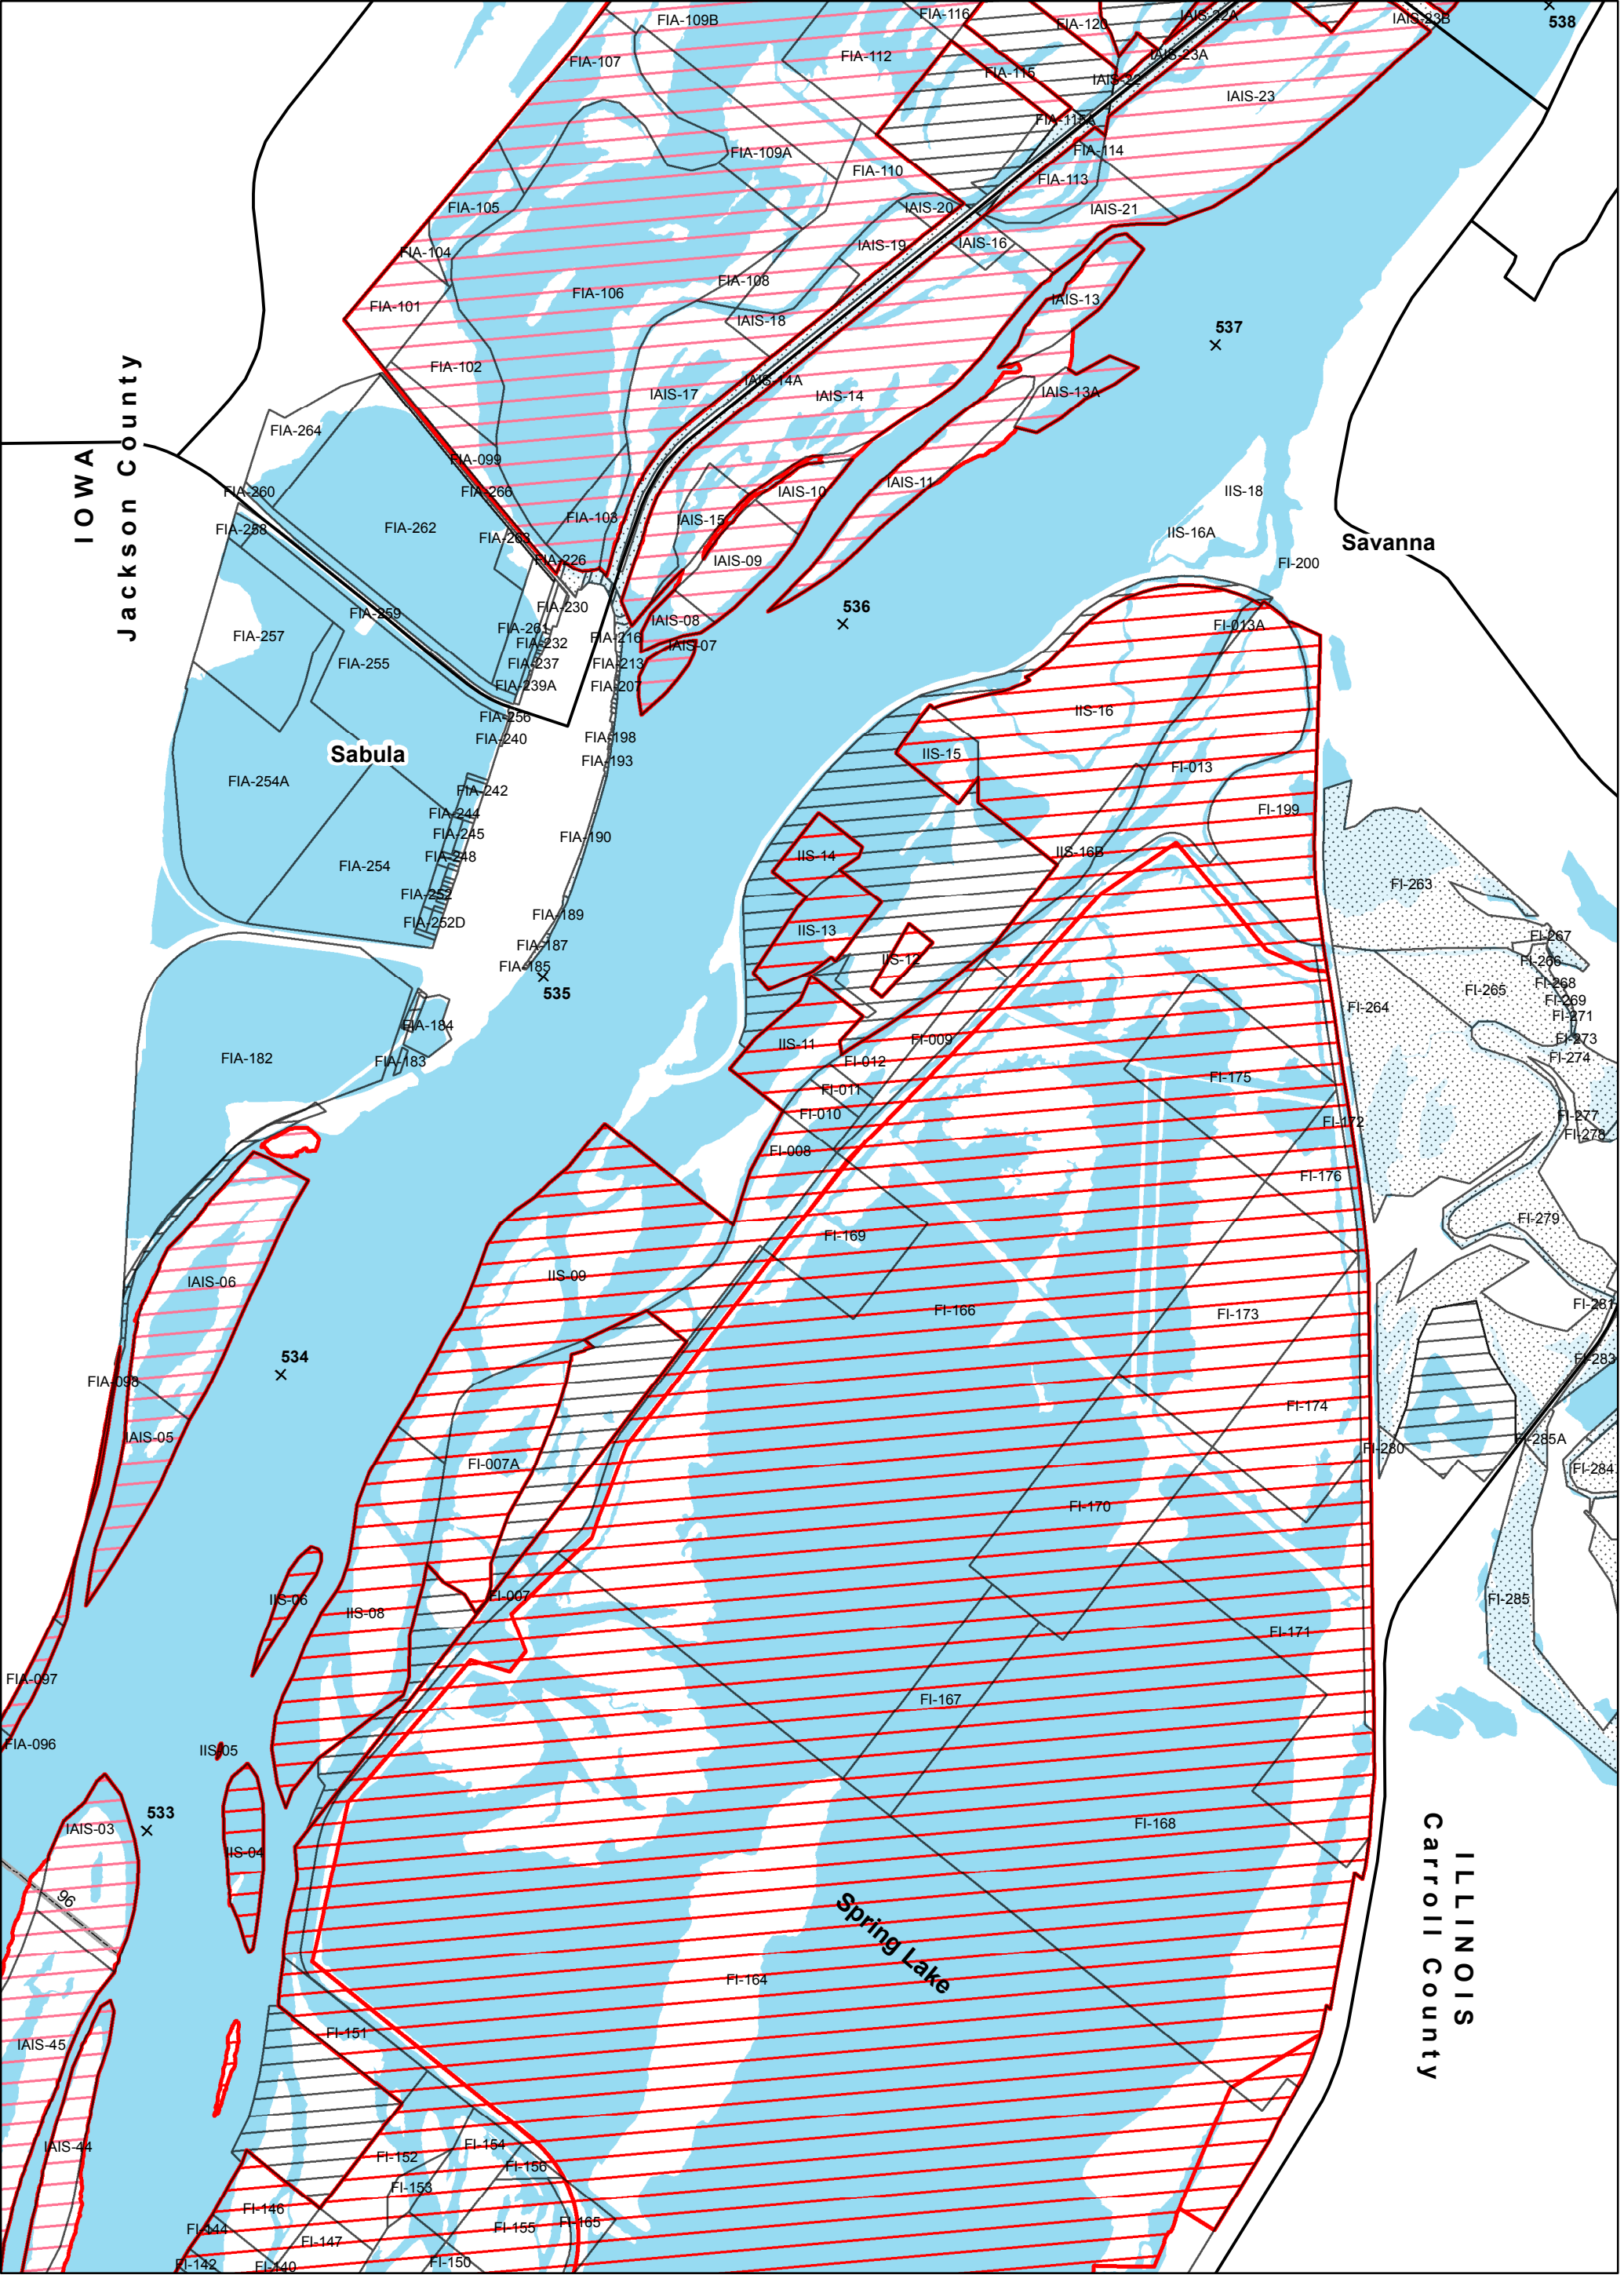 FIA-109B
FIA-116
FIA-120
IAIS-22A
IAIS-23B
538
FIA-107
FIA-112
FIA-115
IAIS-22
IAIS-23A
IAIS-23
FIA-115A
FIA-109A
FIA-110
FIA-114
FIA-113
FIA-105
IAIS-20
IAIS-21
FIA-104
IAIS-19
IAIS-16
FIA-106
FIA-108
IAIS-13
FIA-101
IAIS-18
537
FIA-102
IAIS-14A
IAIS-17
IAIS-14
IAIS-13A
IOWA
Jackson County
FIA-264
FIA-099
FIA-260
FIA-266
IAIS-10
IAIS-11
IIS-18
FIA-258
FIA-262
FIA-263
FIA-103
IAIS-15
IIS-16A
Savanna
FIA-226
IAIS-09
FI-200
FIA-259
FIA-230
536
FIA-257
FIA-261
FIA-232
FIA-216
IAIS-08
IAIS-07
FI-013A
FIA-255
FIA-237
FIA-213
FIA-239A
FIA-207
FIA-256
FIA-240
FIA-198
IIS-16
Sabula
FIA-193
IIS-15
FI-013
FIA-254A
FIA-242
FIA-244
FIA-245
FIA-190
FI-199
FIA-248
IIS-14
IIS-16B
FIA-254
FIA-252
FI-263
FIA-252D
FIA-189
IIS-13
FIA-187
IIS-12
FI-267
FIA-185
FI-266
535
FI-264
FI-265
FI-268
FI-269
FI-271
FIA-184
FI-273
FIA-182
FIA-183
IIS-11
FI-009
FI-012
FI-274
FI-011
FI-175
FI-010
FI-172
FI-277
FI-278
FI-008
FI-176
FI-169
FI-279
IAIS-06
IIS-09
FI-166
FI-173
FI-281
534
FI-283
FIA-098
IAIS-05
FI-174
FI-280
FI-285A
FI-007A
FI-284
FI-170
IIS-06
IIS-08
FI-007
FI-285
FI-171
FIA-097
FI-167
FIA-096
IIS-05
533
IAIS-03
IIS-04
FI-168
ILLINOIS
Carroll County
96
Spring Lake
FI-164
IAIS-45
FI-151
IAIS-44
FI-152
FI-154
FI-156
FI-153
FI-146
FI-144
FI-147
FI-155
FI-165
FI-142
FI-140
FI-150